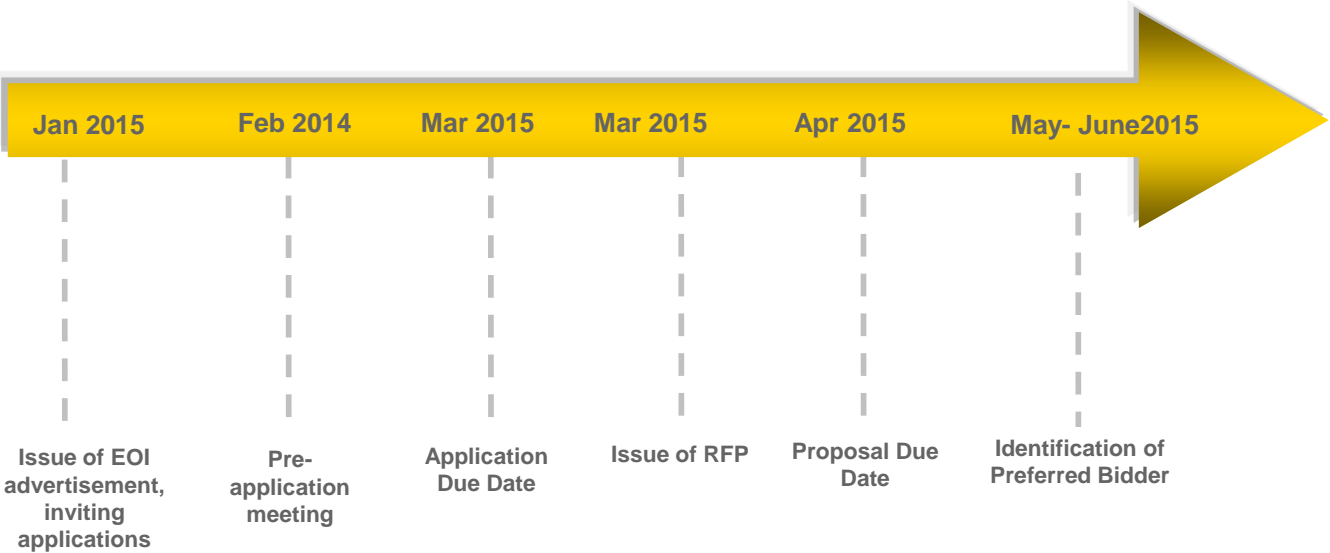 Jan 2015
Feb 2014
Mar 2015
Mar 2015
Apr 2015
May- June2015
Issue of EOI
advertisement,
inviting
applications
Pre-
application
meeting
Application
Due Date
Issue of RFP
Proposal Due
Date
Identification of
Preferred Bidder